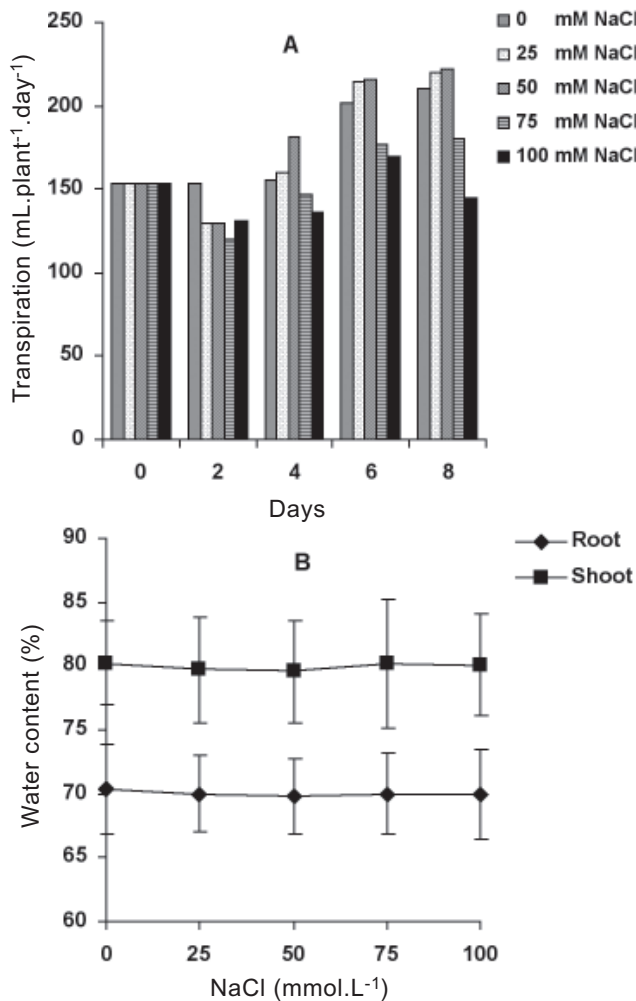 A
Transpiration (mL.plant-1.day-1)
250
200
150
100
50
0
0 2 4 6 8
Days
0 mM NaCl
25 mM NaCl
50 mM NaCl
75 mM NaCl
100 mM NaCl
B
Water content (%)
90
85
80
75
70
65
60
0 25 50 75 100
NaCl (mmol.L-1)
Root
Shoot